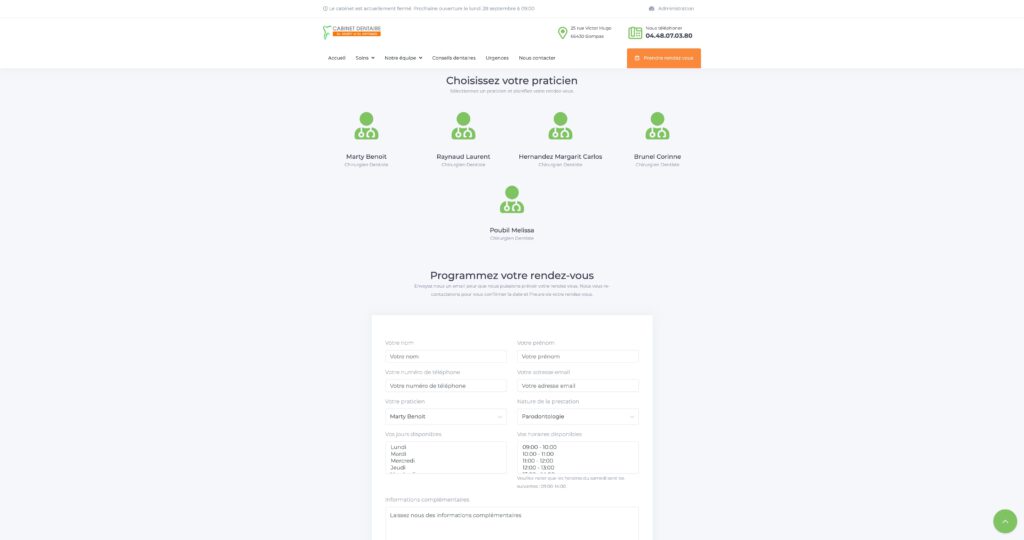 Le cabinet est actuellement fermé. Prochaine ouverture le lundi 28 septembre à 09:00
Administration
CABINET DENTAIRE
25 rue Victor Hugo
Nous téléphoner
04.48.07.03.80
Accueil
Soins
Notre équipe
Conseils dentaires
Urgences
Nous contacter
Prendre rendez vous
Choisissez votre praticien
Sélectionnez un praticien et planifiez votre rendez-vous.
Marty Benoit
Raynaud Laurent
Hernandez Margarit Carlos
Brunel Corinne
Chirurgien Dentiste
Chirurgien Dentiste
Chirurgien Dentiste
Chirurgien Dentiste
Poubil Melissa
Chirurgien Dentiste
Programmez votre rendez-vous
Envoyez nous un email pour que nous puissions prévoir votre rendez vous. Nous vous re-
contacterons pour vous confirmer la date et l'heure de votre rendez-vous.
Votre nom
Votre prénom
Votre nom
Votre prénom
Votre numéro de téléphone
Votre adresse email
Votre numéro de téléphone
Votre adresse email
Votre praticien
Nature de la prestation
Marty Benoit
Parodontologie
Vos jours disponibles
Vos horaires disponibles
Lundi
Mardi
Mercredi
Jeudi
09:00 - 10:00
10:00 - 11:00
11:00 - 12:00
12:00 - 13:00
Veuillez noter que les horaires du samedi sont les
suivantes : 09:00-14:00
Informations complémentaires
Laissez nous des informations complémentaires